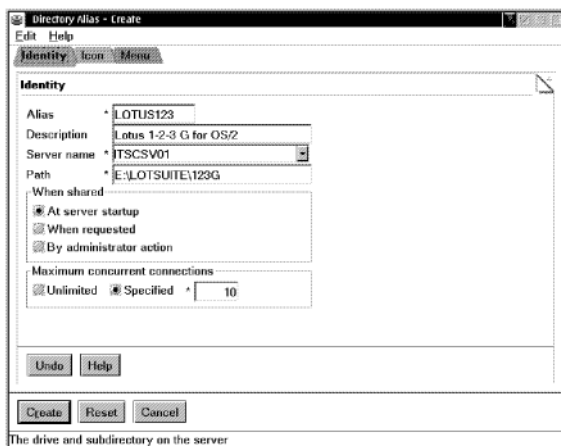 Directory Alias - Create
Edit Help
Identity Icon Menu
Identity
Alias * LOTUS123
Description Lotus 1-2-3 G for OS/2
Server name * ITSCSV01
Path * E:\LOTSUITE\123G
When shared
At server startup
When requested
By administrator action
Maximum concurrent connections
Unlimited Specified * 10
Undo Help
Create Reset Cancel
The drive and subdirectory on the server